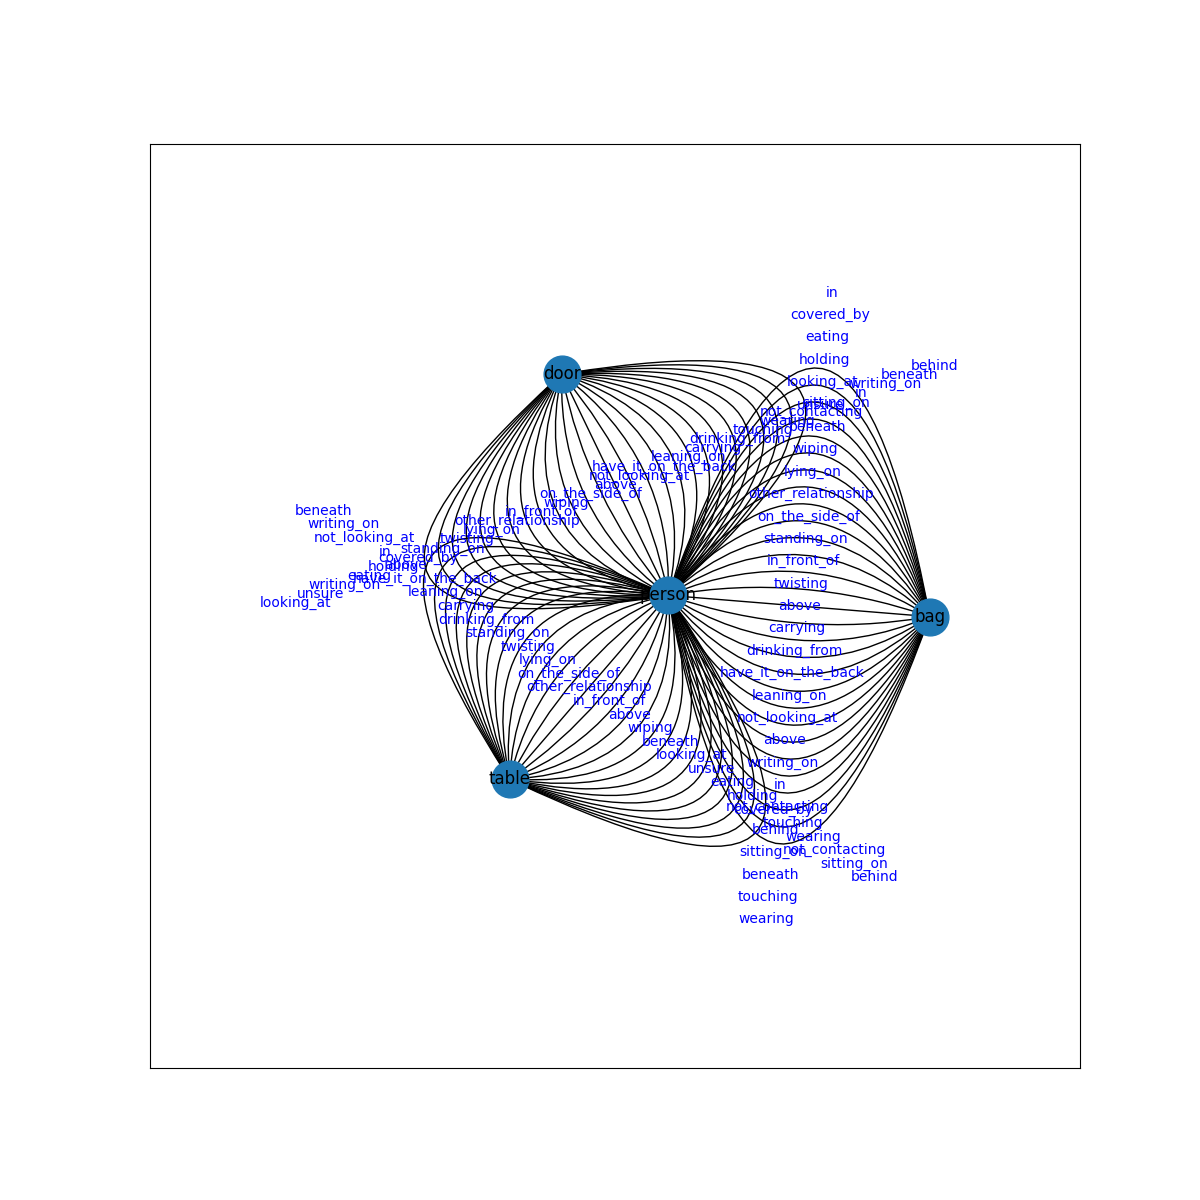 in
covered_by
eating
holding
behind
door
beneath
looking_at
writing_on
in
sitting_on
unsure
not_contacting
wearing
beneath
touching
drinking_from
carrying
wiping
leaning_on
have_it_on_the_back
lying_on
not_looking_at
above
on_the_side_of
other_relationship
wiping
beneath
in_front_of
on_the_side_of
other_relationship
writing_on
lying_on
not_looking_at
twisting
standing_on
standing_on
in
covered_by
in_front_of
above
holding
eating
have_it_on_the_back
writing_on
twisting
unsure
leaning_on
person
looking_at
carrying
above
bag
drinking_from
carrying
standing_on
twisting
drinking_from
lying_on
on_the_side_of
have_it_on_the_back
other_relationship
leaning_on
in_front_of
above
not_looking_at
wiping
beneath
above
looking_at
writing_on
unsure
table
eating
in
holding
not_contacting
covered_by
touching
behind
wearing
sitting_on
not_contacting
sitting_on
beneath
behind
touching
wearing